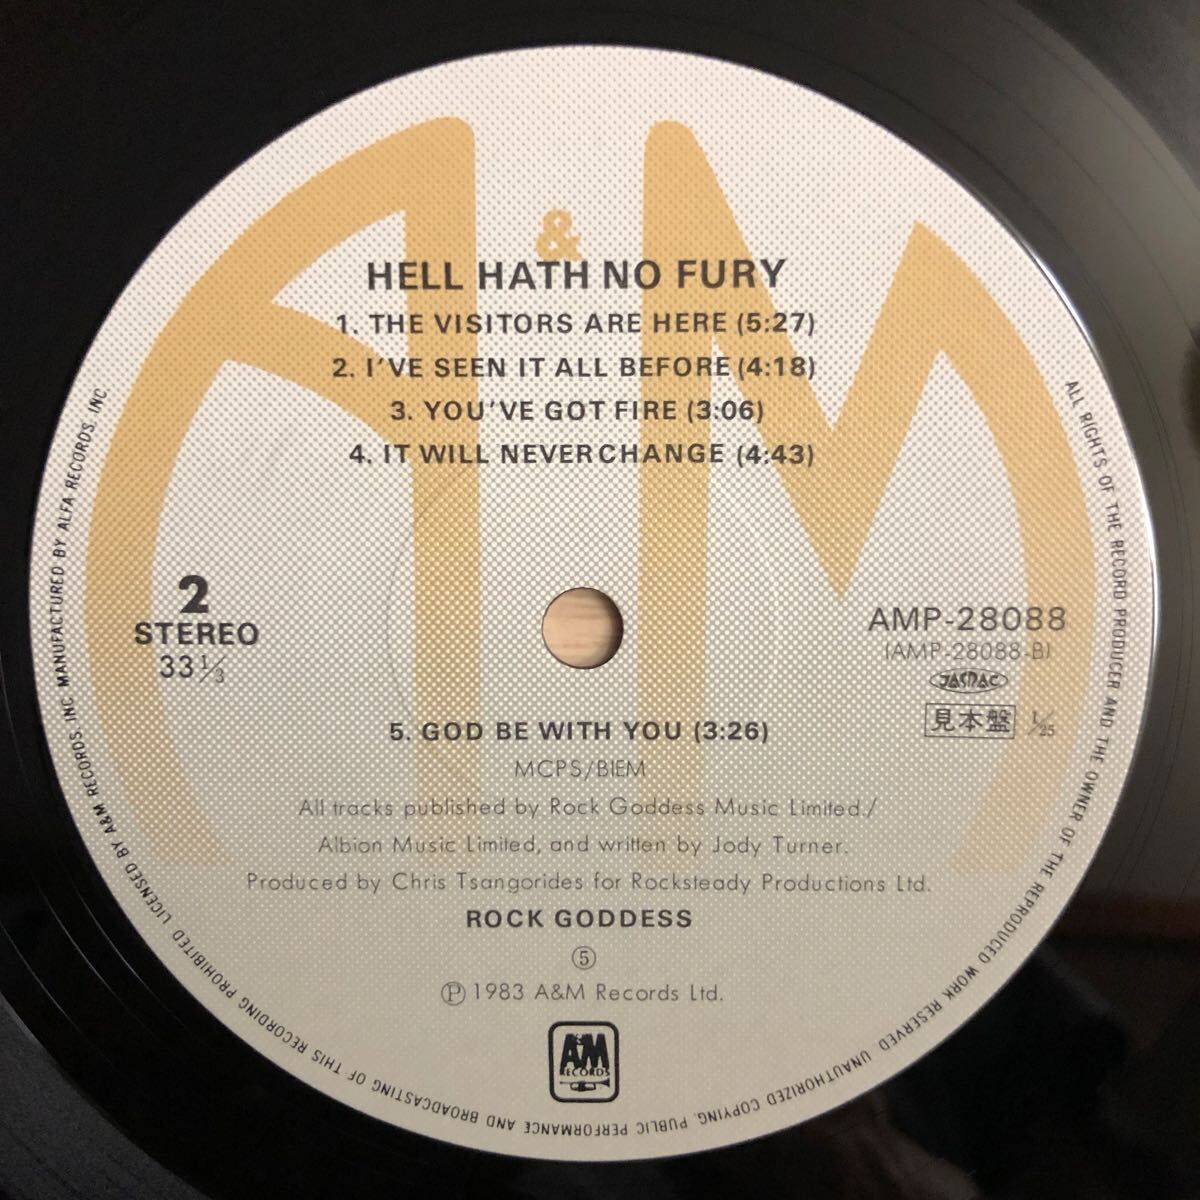 &
HELL HATH NO FURY
1. THE VISITORS ARE HERE (5:27)
2. I'VE SEEN IT ALL BEFORE (4:18)
3. YOU'VE GOT FIRE (3:06)
4. IT WILL NEVER CHANGE (4:43)
2
STEREO
33 1/3
AMP-28088
(AMP-28088-B)
JASRAC
見本盤 1/25
5. GOD BE WITH YOU (3:26)
MCPS/BIEM
All tracks published by Rock Goddess Music Limited./
Albion Music Limited, and written by Jody Turner.
Produced by Chris Tsangorides for Rocksteady Productions Ltd.
ROCK GODDESS
⑤
Ⓟ 1983 A&M Records Ltd.
A&M
RECORDS
ALL RIGHTS OF THE RECORD PRODUCER AND THE OWNER OF THE REPRODUCED WORK RESERVED. UNAUTHORIZED COPYING. PUBLIC PERFORMANCE AND BROADCASTING OF THIS RECORDING PROHIBITED LICENSED BY A&M RECORDS, INC. MANUFACTURED BY ALFA RECORDS, INC